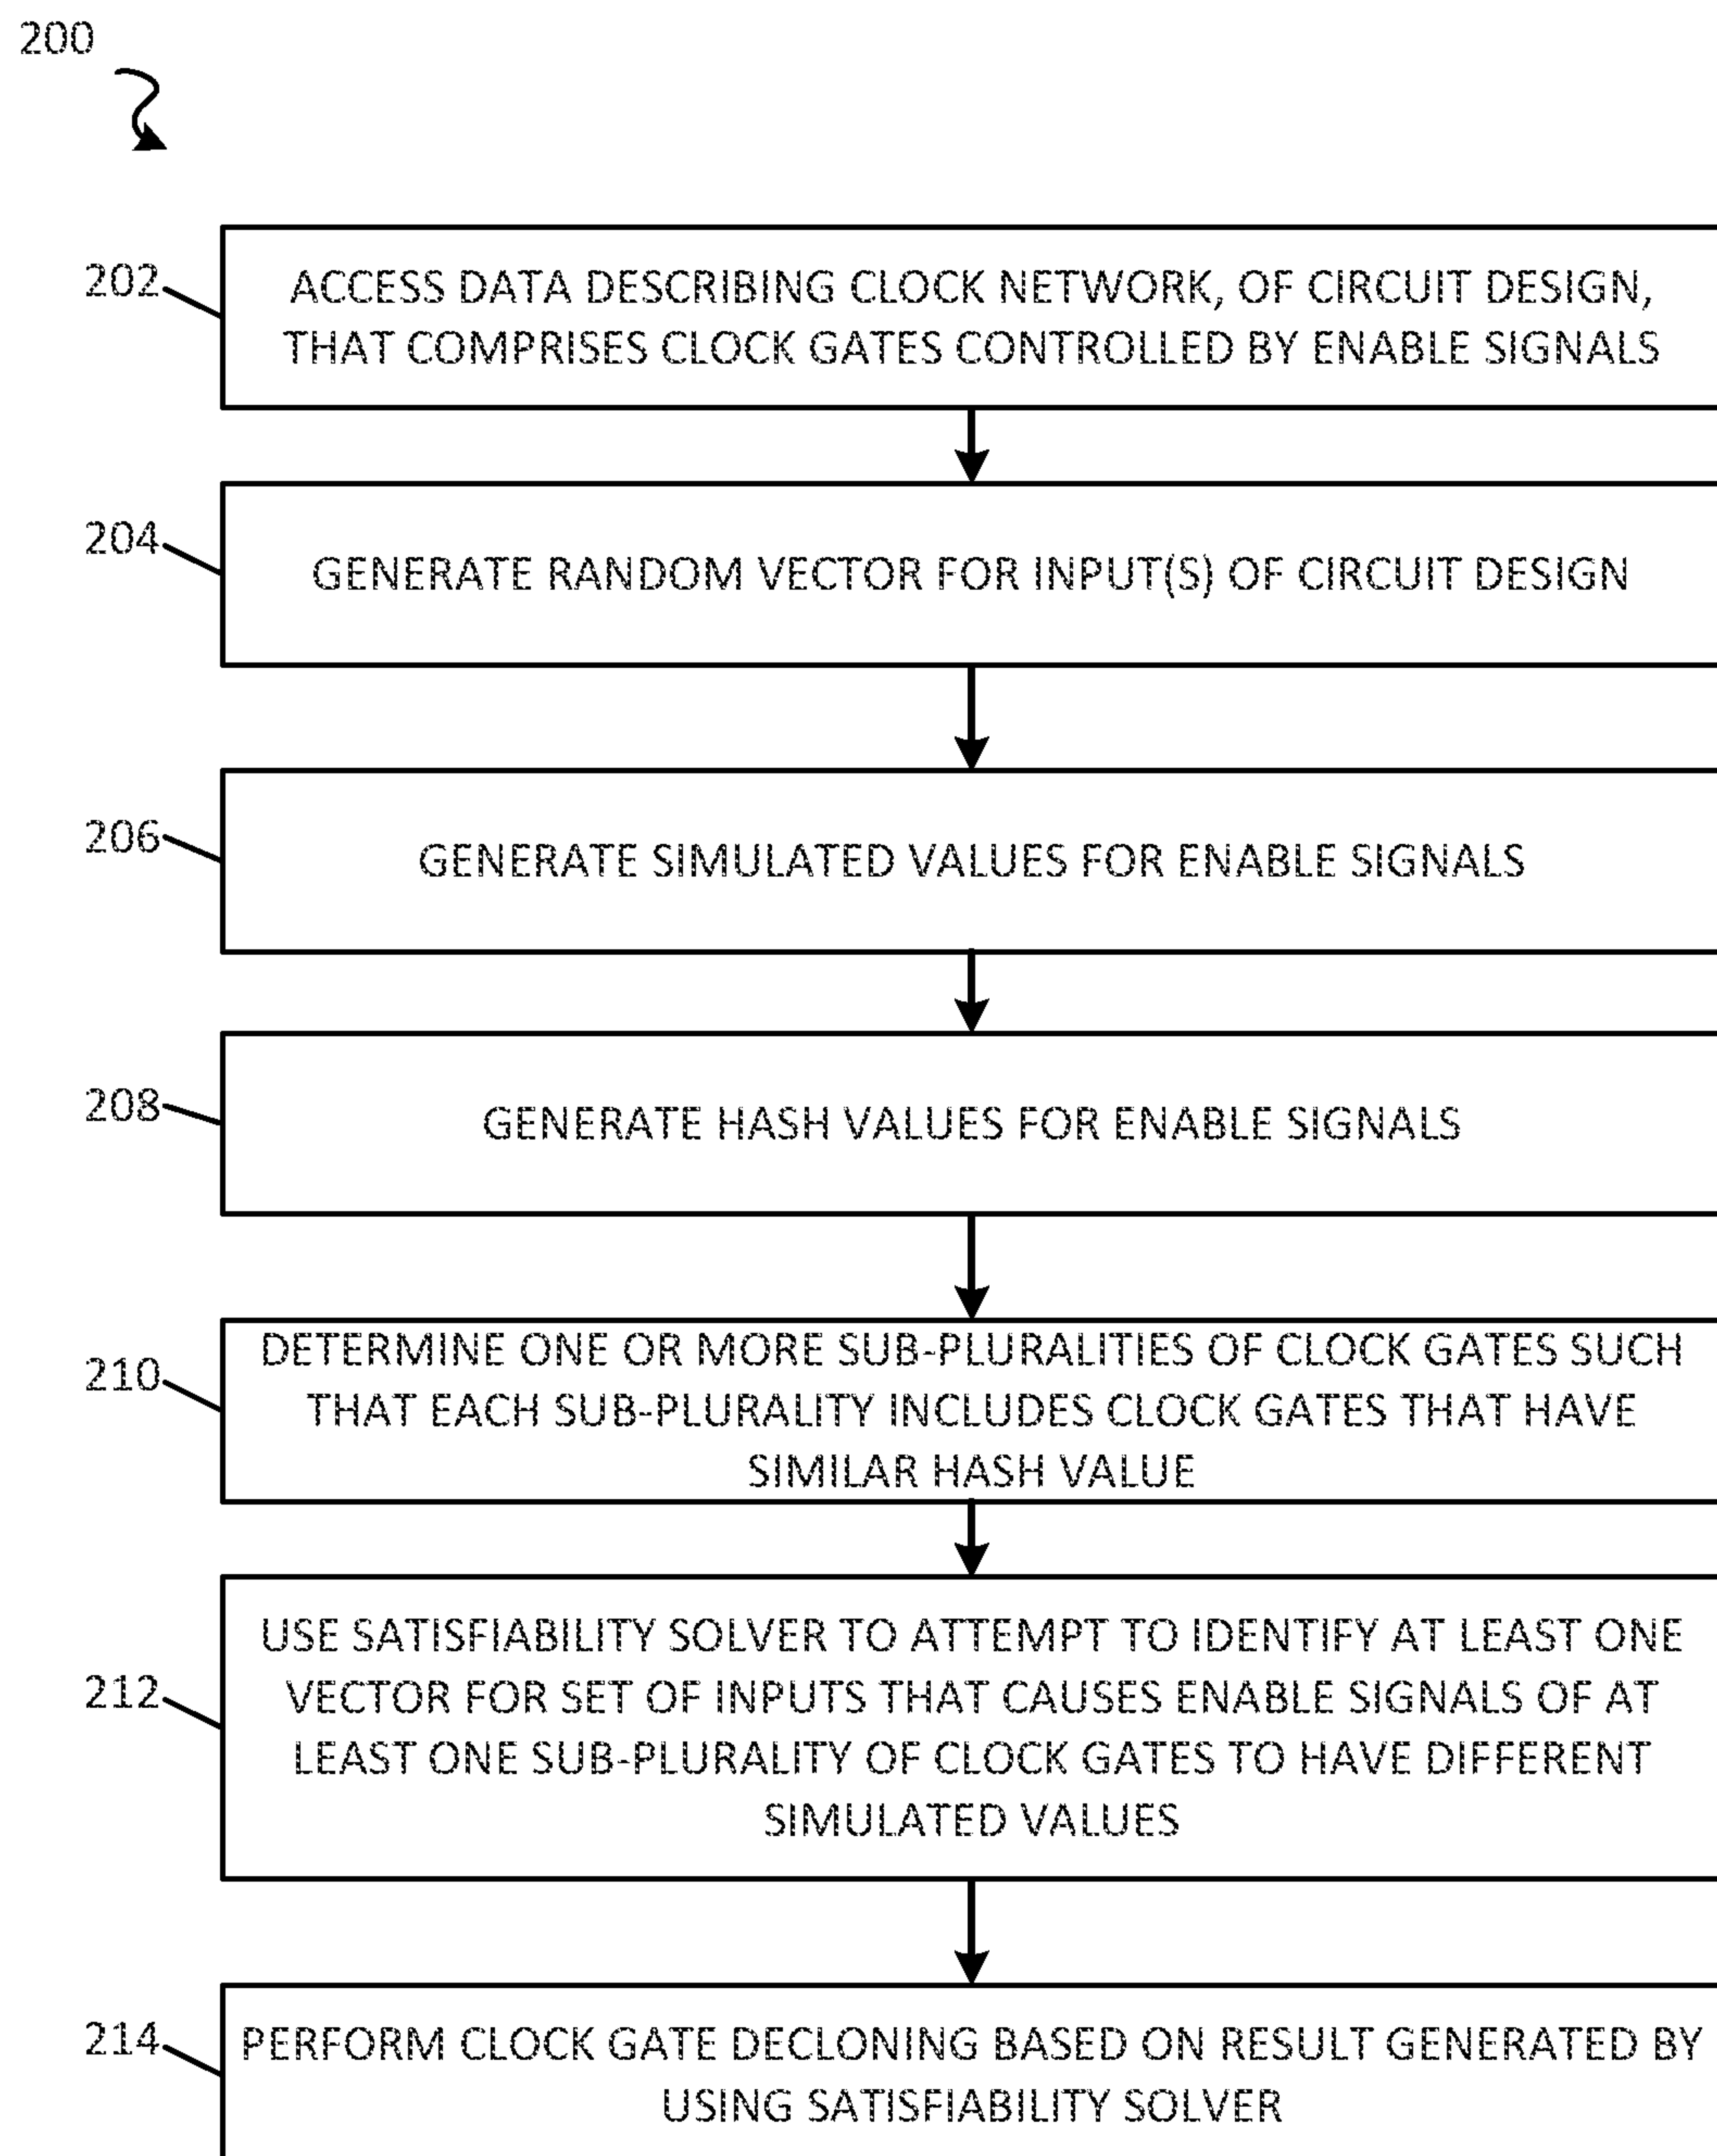 200
202
ACCESS DATA DESCRIBING CLOCK NETWORK, OF CIRCUIT DESIGN,
THAT COMPRISES CLOCK GATES CONTROLLED BY ENABLE SIGNALS
204
GENERATE RANDOM VECTOR FOR INPUT(S) OF CIRCUIT DESIGN
206
GENERATE SIMULATED VALUES FOR ENABLE SIGNALS
208
GENERATE HASH VALUES FOR ENABLE SIGNALS
210
DETERMINE ONE OR MORE SUB-PLURALITIES OF CLOCK GATES SUCH
THAT EACH SUB-PLURALITY INCLUDES CLOCK GATES THAT HAVE
SIMILAR HASH VALUE
212
USE SATISFIABILITY SOLVER TO ATTEMPT TO IDENTIFY AT LEAST ONE
VECTOR FOR SET OF INPUTS THAT CAUSES ENABLE SIGNALS OF AT
LEAST ONE SUB-PLURALITY OF CLOCK GATES TO HAVE DIFFERENT
SIMULATED VALUES
214
PERFORM CLOCK GATE DECLONING BASED ON RESULT GENERATED BY
USING SATISFIABILITY SOLVER